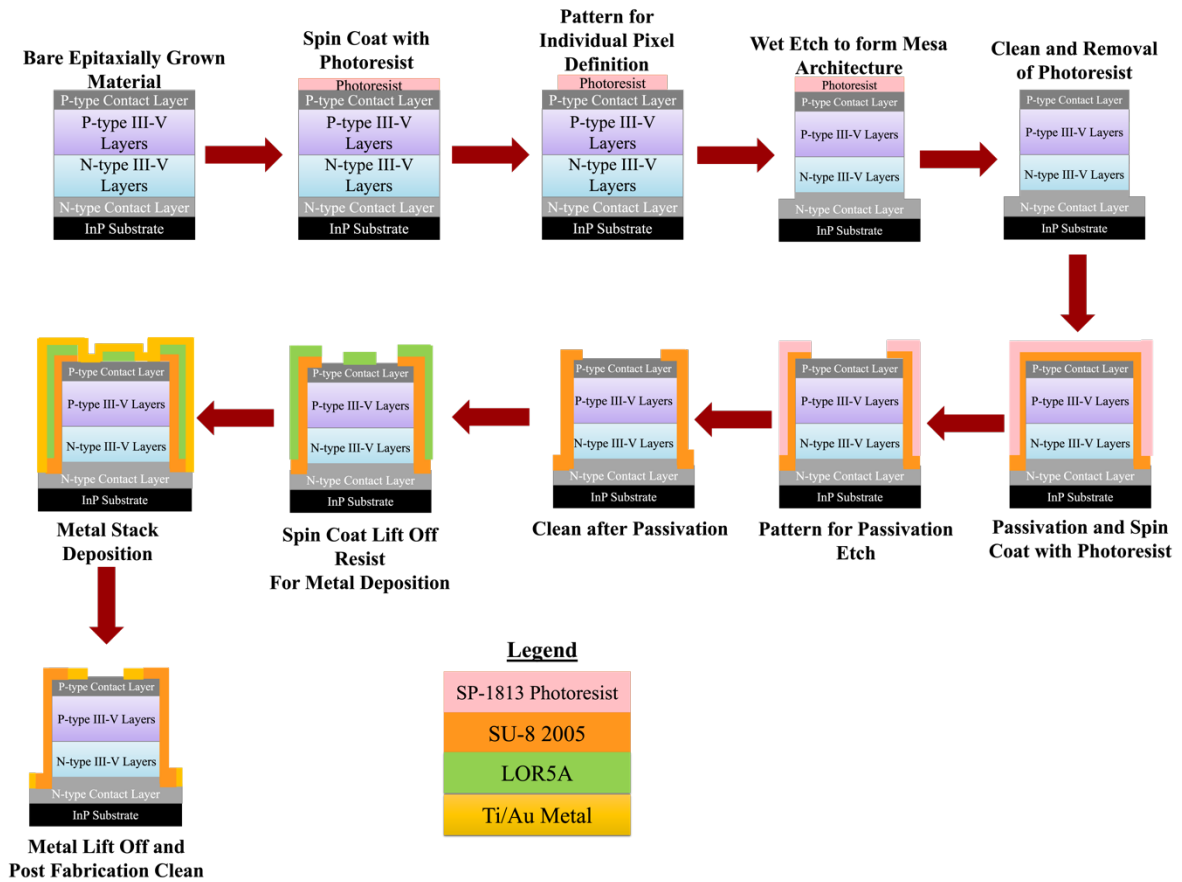 Bare Epitaxially Grown
Material
P-type Contact Layer
P-type III-V
Layers
N-type III-V
Layers
N-type Contact Layer
InP Substrate
Spin Coat with
Photoresist
Photoresist
P-type Contact Layer
P-type III-V
Layers
N-type III-V
Layers
N-type Contact Layer
InP Substrate
Pattern for
Individual Pixel
Definition
Photoresist
P-type Contact Layer
P-type III-V
Layers
N-type III-V
Layers
N-type Contact Layer
InP Substrate
Wet Etch to form Mesa
Architecture
Photoresist
P-type Contact Layer
P-type III-V Layers
N-type III-V Layers
N-type Contact Layer
InP Substrate
Clean and Removal
of Photoresist
P-type Contact Layer
P-type III-V Layers
N-type III-V Layers
N-type Contact Layer
InP Substrate
P-type Contact Layer
P-type III-V Layers
N-type III-V Layers
N-type Contact Layer
InP Substrate
Passivation and Spin
Coat with Photoresist
P-type Contact Layer
P-type III-V Layers
N-type III-V Layers
N-type Contact Layer
InP Substrate
Pattern for Passivation
Etch
P-type Contact Layer
P-type III-V Layers
N-type III-V Layers
N-type Contact Layer
InP Substrate
Clean after Passivation
P-type Contact Layer
P-type III-V Layers
N-type III-V Layers
N-type Contact Layer
InP Substrate
Spin Coat Lift Off
Resist
For Metal Deposition
P-type Contact Layer
P-type III-V Layers
N-type III-V Layers
N-type Contact Layer
InP Substrate
Metal Stack
Deposition
P-type Contact Layer
P-type III-V Layers
N-type III-V Layers
N-type Contact Layer
InP Substrate
Metal Lift Off and
Post Fabrication Clean
Legend
SP-1813 Photoresist
SU-8 2005
LOR5A
Ti/Au Metal